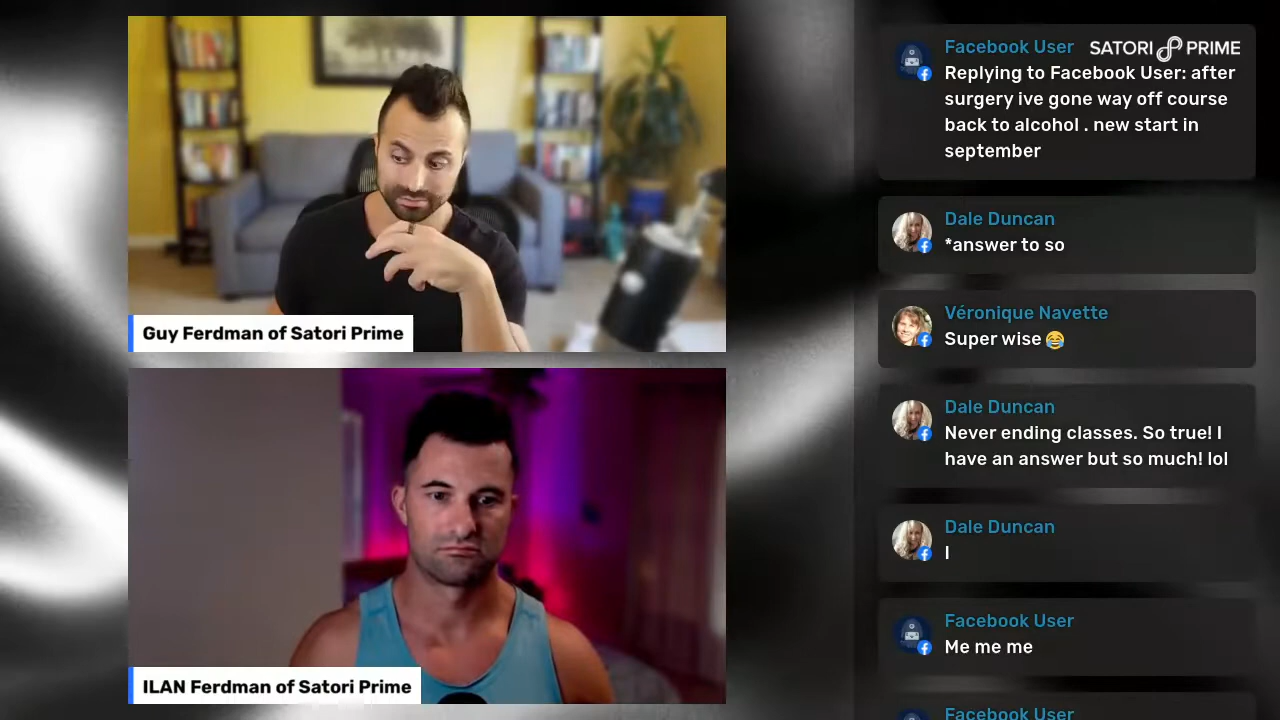 Guy Ferdman of Satori Prime
ILAN Ferdman of Satori Prime
SATORI PRIME
Facebook User
Replying to Facebook User: after
surgery ive gone way off course
back to alcohol . new start in
september
Dale Duncan
*answer to so
Véronique Navette
Super wise 😂
Dale Duncan
Never ending classes. So true! I
have an answer but so much! lol
Dale Duncan
I
Facebook User
Me me me
Facebook User